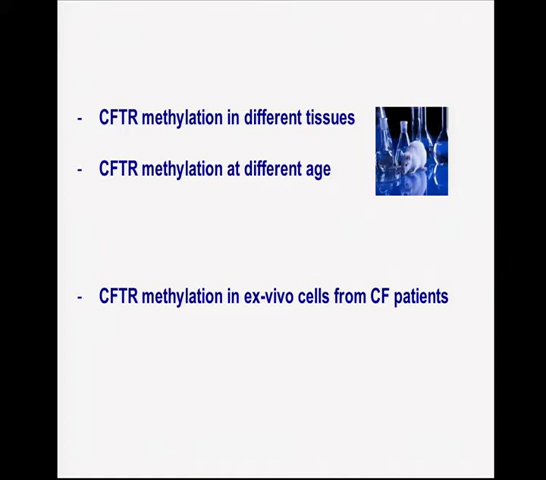 - CFTR methylation in different tissues
- CFTR methylation at different age
- CFTR methylation in ex-vivo cells from CF patients